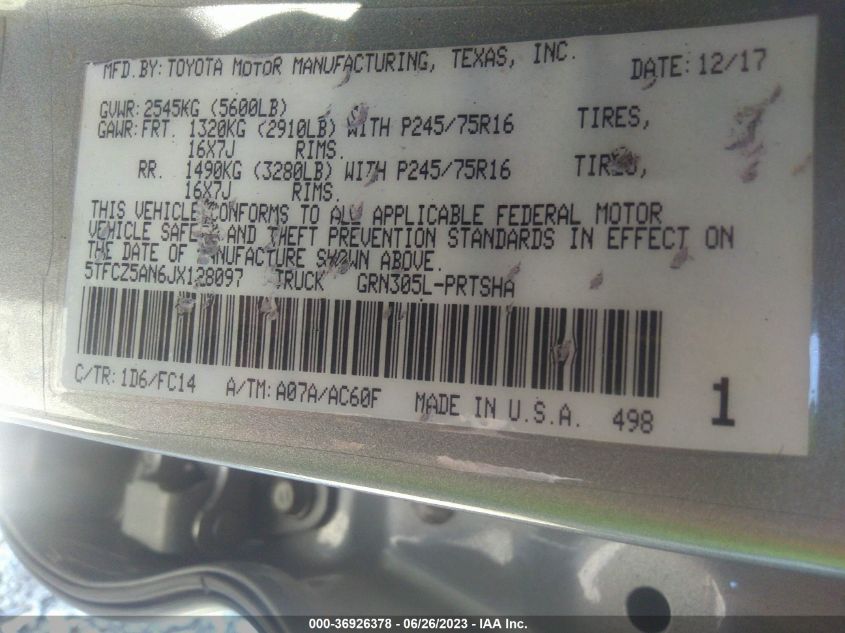 MFD.BY: TOYOTA MOTOR MANUFACTURING, TEXAS, INC. DATE: 12/17
GVWR: 2545KG (5600LB)
GAWR: FRT. 1320KG (2910LB) WITH P245/75R16 TIRES,
16X7J RIMS.
RR. 1490KG (3280LB) WITH P245/75R16 TIRES,
16X7J RIMS.
THIS VEHICLE CONFORMS TO ALL APPLICABLE FEDERAL MOTOR
VEHICLE SAFETY AND THEFT PREVENTION STANDARDS IN EFFECT ON
THE DATE OF MANUFACTURE SHOWN ABOVE.
5TFCZ5AN6JX128097 TRUCK GRN305L-PRTSHA
C/TR: 1D6/FC14 A/TM: A07A/AC60F MADE IN U.S.A. 498 1
000-36926378 - 06/26/2023 - IAA Inc.